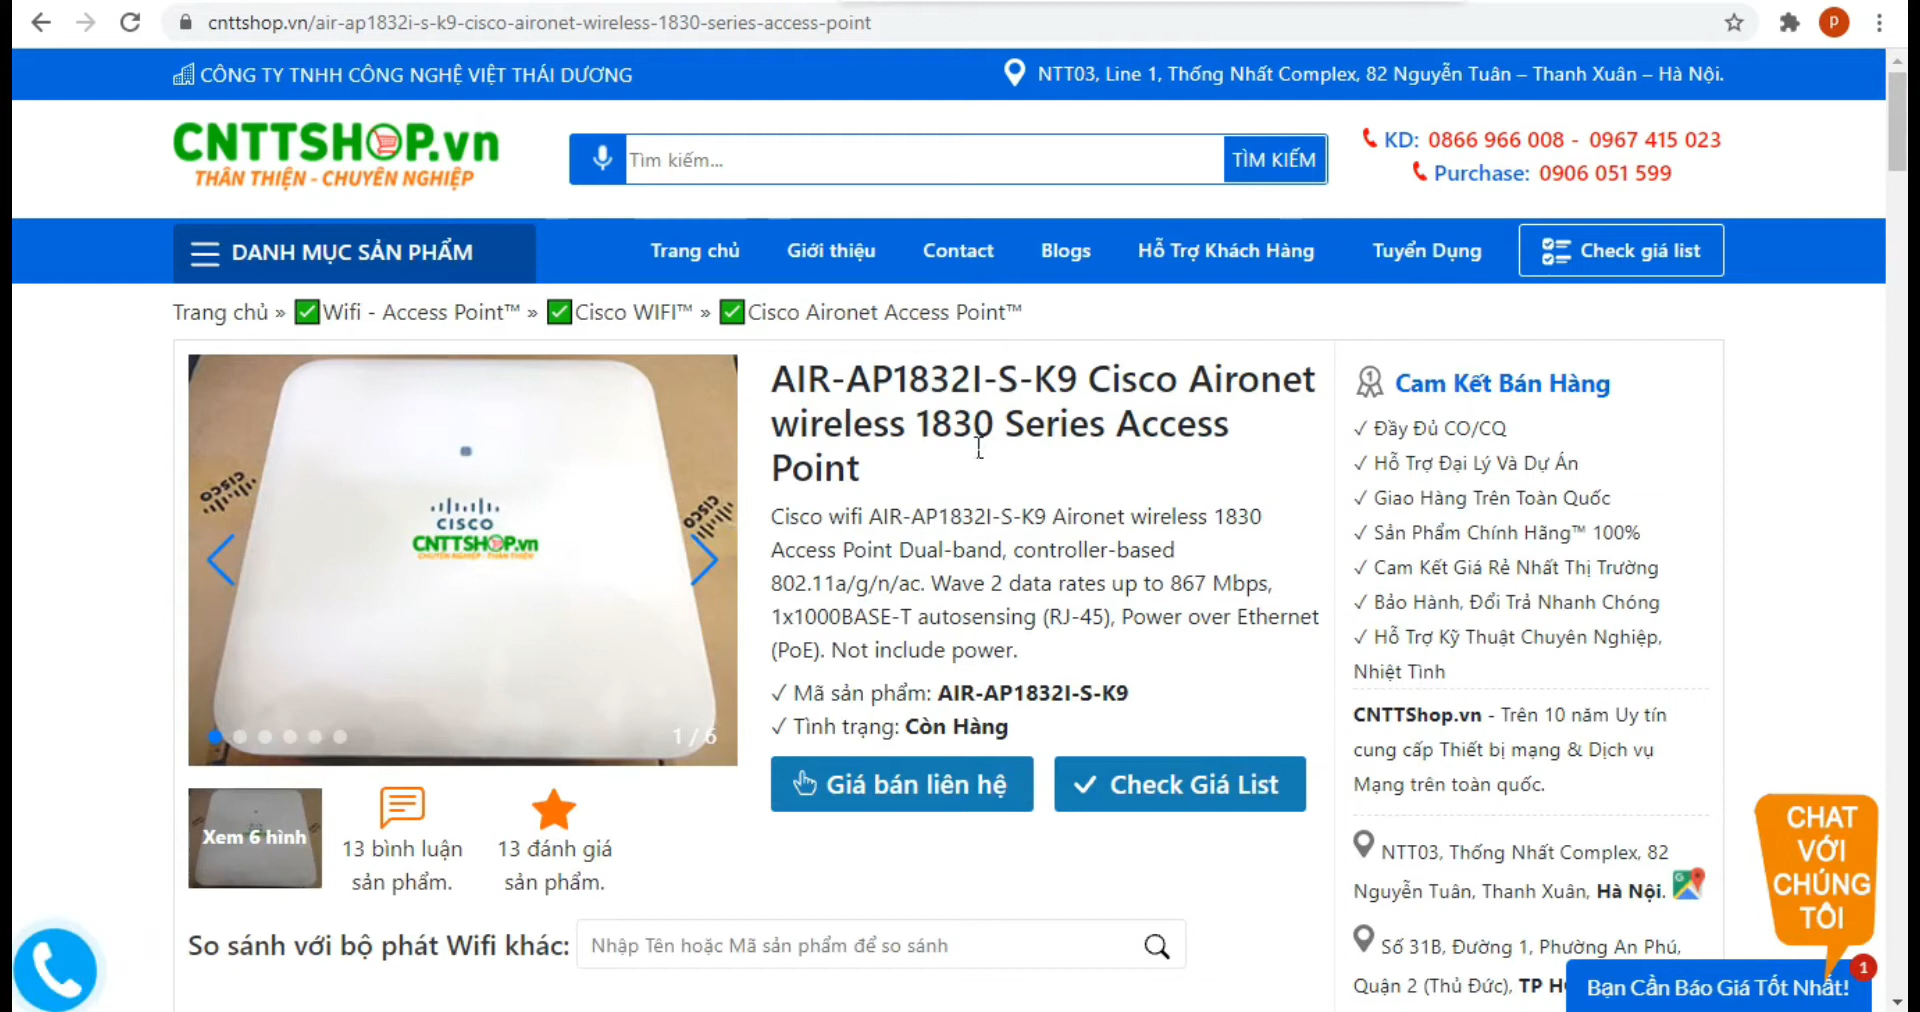 cnttshop.vn/air-ap1832i-s-k9-cisco-aironet-wireless-1830-series-access-point
P
CÔNG TY TNHH CÔNG NGHỆ VIỆT THÁI DƯƠNG
NTT03, Line 1, Thống Nhất Complex, 82 Nguyễn Tuân – Thanh Xuân – Hà Nội.
CNTTSHOP.vn
THÂN THIỆN - CHUYÊN NGHIỆP
Tìm kiếm...
TÌM KIẾM
KD: 0866 966 008 - 0967 415 023
Purchase: 0906 051 599
DANH MỤC SẢN PHẨM
Trang chủ
Giới thiệu
Contact
Blogs
Hỗ Trợ Khách Hàng
Tuyển Dụng
Check giá list
Trang chủ » ✅Wifi - Access Point™ » ✅Cisco WIFI™ » ✅Cisco Aironet Access Point™
CISCO
CISCO
CISCO
CNTTSHOP.vn
1 / 6
Xem 6 hình
13 bình luận
sản phẩm.
13 đánh giá
sản phẩm.
AIR-AP1832I-S-K9 Cisco Aironet
wireless 1830 Series Access
Point
Cisco wifi AIR-AP1832I-S-K9 Aironet wireless 1830
Access Point Dual-band, controller-based
802.11a/g/n/ac. Wave 2 data rates up to 867 Mbps,
1x1000BASE-T autosensing (RJ-45), Power over Ethernet
(PoE). Not include power.
✓ Mã sản phẩm: AIR-AP1832I-S-K9
✓ Tình trạng: Còn Hàng
Giá bán liên hệ
Check Giá List
So sánh với bộ phát Wifi khác:
Nhập Tên hoặc Mã sản phẩm để so sánh
Cam Kết Bán Hàng
✓ Đầy Đủ CO/CQ
✓ Hỗ Trợ Đại Lý Và Dự Án
✓ Giao Hàng Trên Toàn Quốc
✓ Sản Phẩm Chính Hãng™ 100%
✓ Cam Kết Giá Rẻ Nhất Thị Trường
✓ Bảo Hành, Đổi Trả Nhanh Chóng
✓ Hỗ Trợ Kỹ Thuật Chuyên Nghiệp,
Nhiệt Tình
CNTTShop.vn - Trên 10 năm Uy tín
cung cấp Thiết bị mạng & Dịch vụ
Mạng trên toàn quốc.
NTT03, Thống Nhất Complex, 82
Nguyễn Tuân, Thanh Xuân, Hà Nội.
Số 31B, Đường 1, Phường An Phú,
Quận 2 (Thủ Đức), TP
CHAT
VỚI
CHÚNG
TÔI
1
Bạn Cần Báo Giá Tốt Nhất!